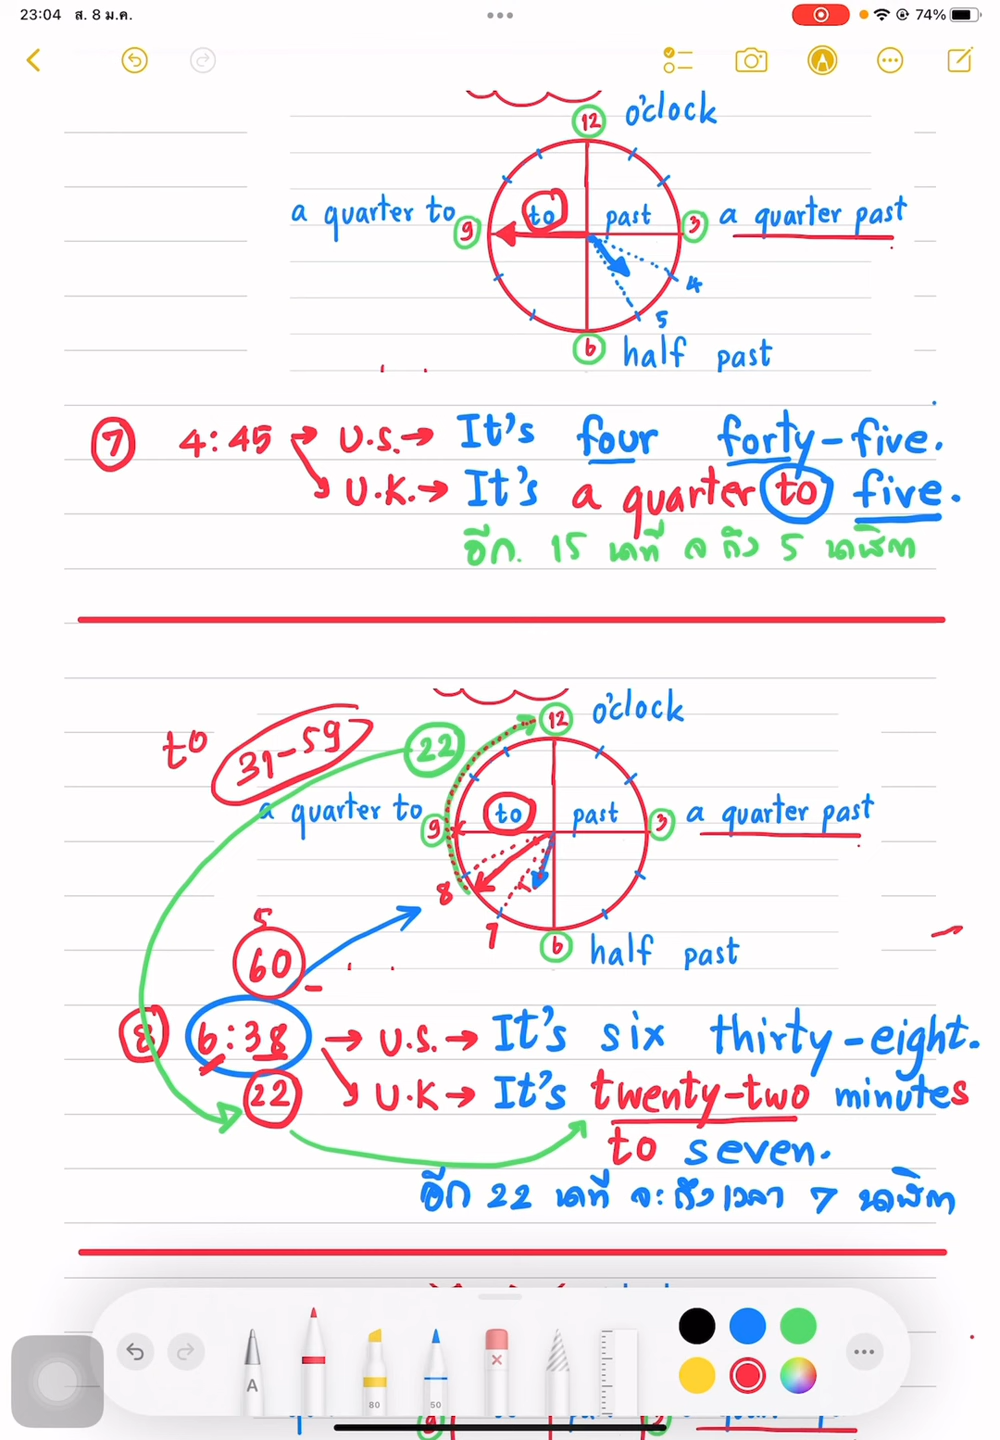 23:04 ส. 8 ม.ค.
74%
12 o'clock
a quarter to 9 to past 3 a quarter past
4
5
6 half past
7 4:45 → U.S. → It's four forty-five.
U.K. → It's a quarter to five.
อีก 15 นาที จะถึง 5 นาฬิกา
to 31-59 22 12 o'clock
a quarter to 9 to past 3 a quarter past
8
7
6 half past
5
60
8 6:38 → U.S. → It's six thirty-eight.
22 U.K → It's twenty-two minutes
to seven.
อีก 22 นาที จะถึงเวลา 7 นาฬิกา
A
80
50